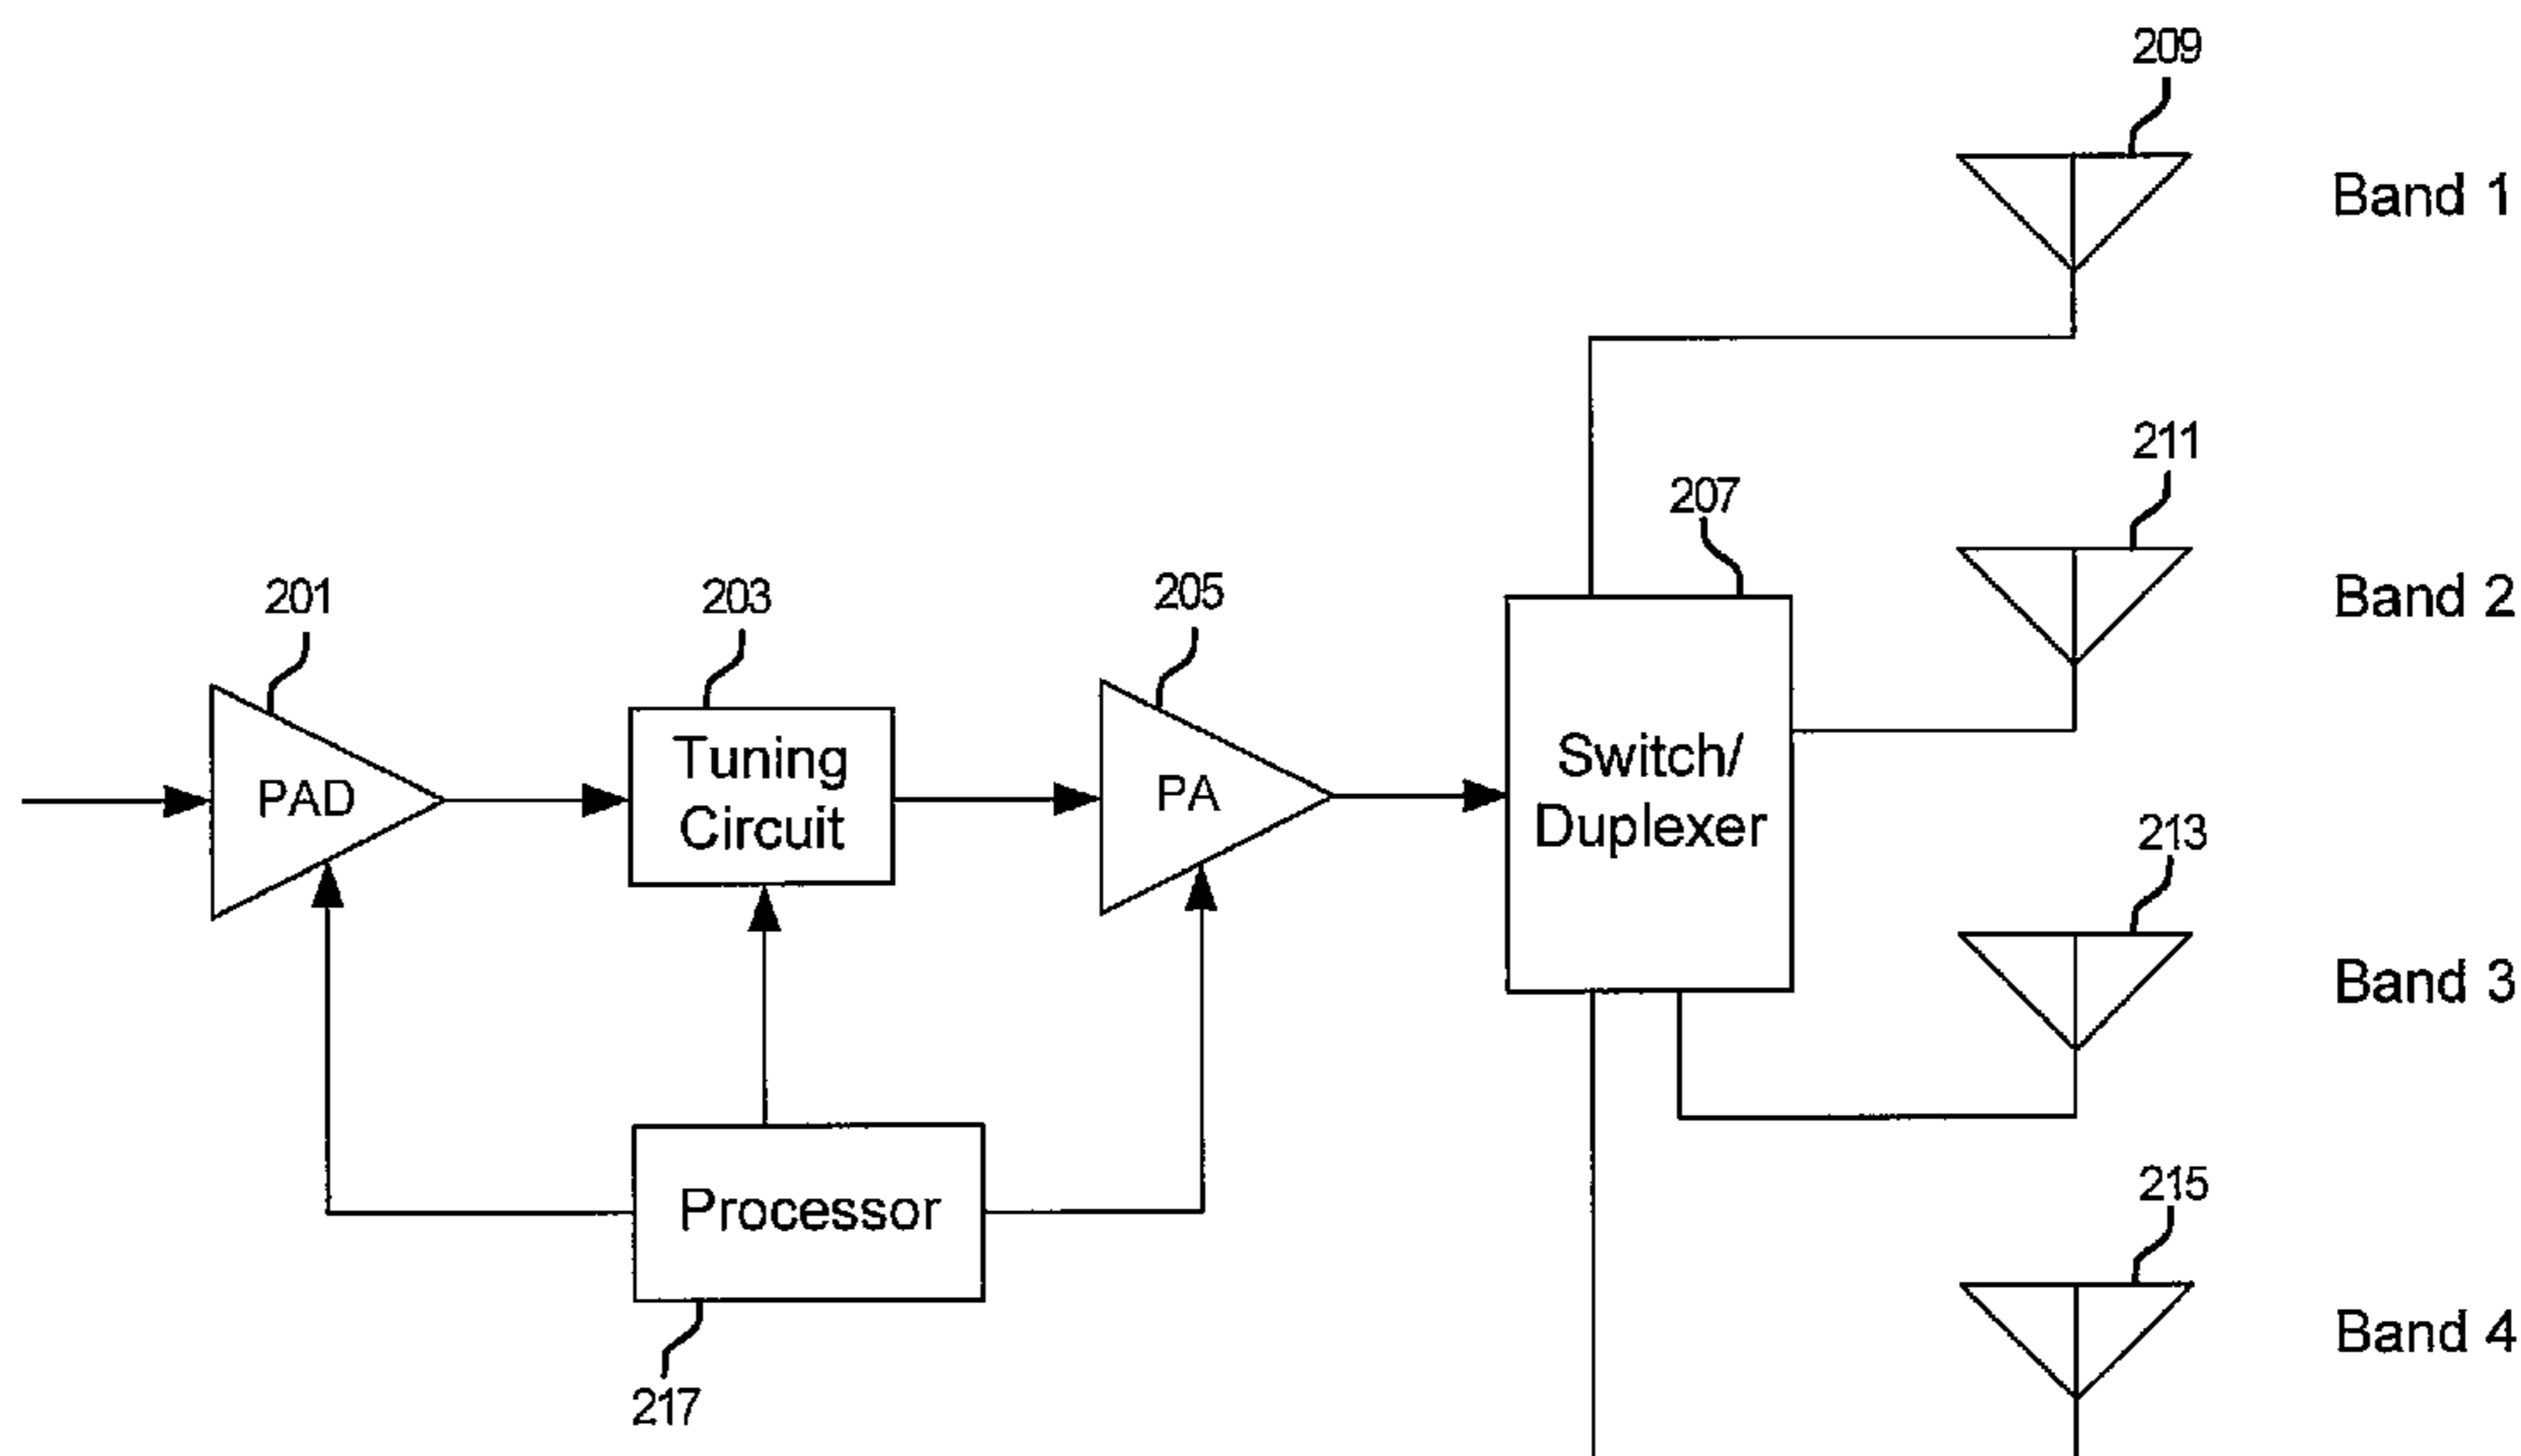 209
Band 1
211
207
Band 2
201
203
205
PAD
Tuning
Circuit
PA
Switch/
Duplexer
213
Band 3
Processor
215
Band 4
217